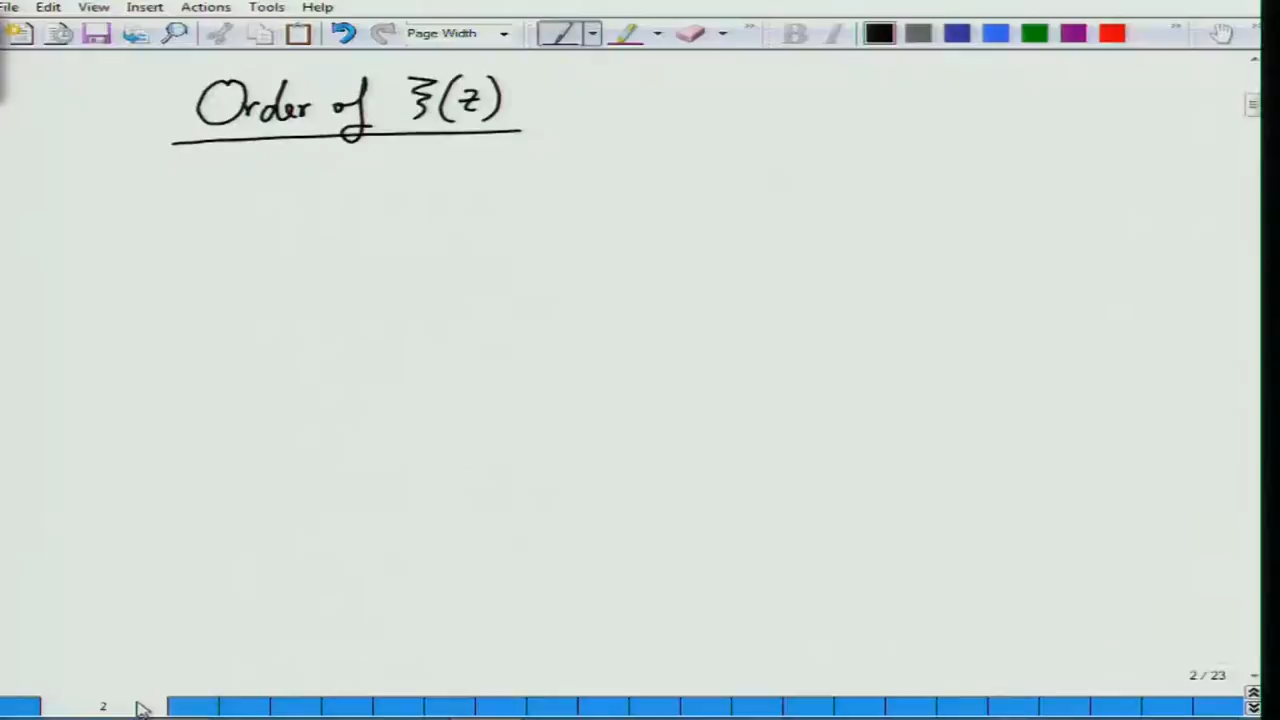 File Edit View Insert Actions Tools Help
Page Width
B I
Order of ξ(z)
2 / 23
2